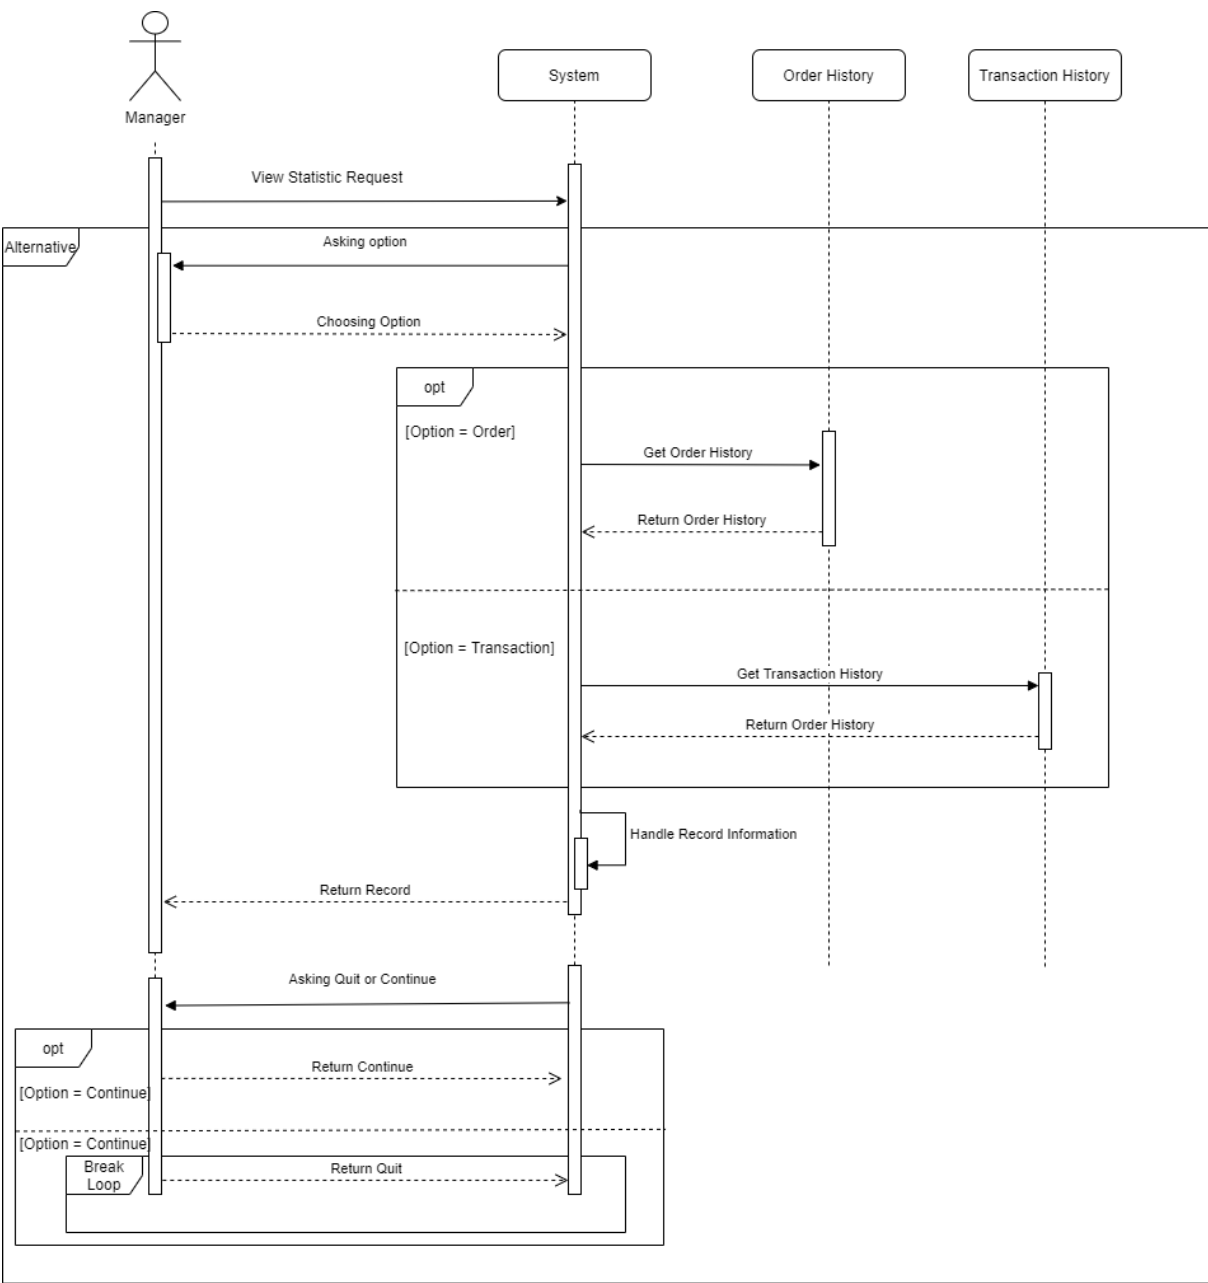 Manager
System
Order History
Transaction History
View Statistic Request
Alternative
Asking option
Choosing Option
opt
[Option = Order]
Get Order History
Return Order History
[Option = Transaction]
Get Transaction History
Return Order History
Handle Record Information
Return Record
Asking Quit or Continue
opt
Return Continue
[Option = Continue]
[Option = Continue]
Break
Loop
Return Quit